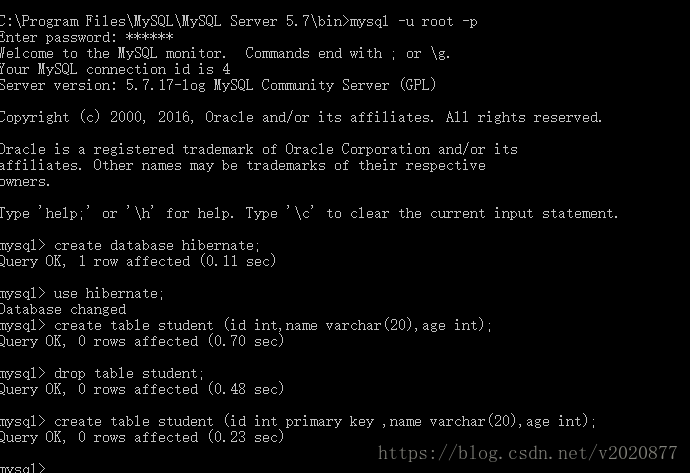 C:\Program Files\MySQL\MySQL Server 5.7\bin>mysql -u root -p
Enter password: ******
Welcome to the MySQL monitor.  Commands end with ; or \g.
Your MySQL connection id is 4
Server version: 5.7.17-log MySQL Community Server (GPL)
Copyright (c) 2000, 2016, Oracle and/or its affiliates. All rights reserved.
Oracle is a registered trademark of Oracle Corporation and/or its
affiliates. Other names may be trademarks of their respective
owners.
Type 'help;' or '\h' for help. Type '\c' to clear the current input statement.
mysql> create database hibernate;
Query OK, 1 row affected (0.11 sec)
mysql> use hibernate;
Database changed
mysql> create table student (id int,name varchar(20),age int);
Query OK, 0 rows affected (0.70 sec)
mysql> drop table student;
Query OK, 0 rows affected (0.48 sec)
mysql> create table student (id int primary key ,name varchar(20),age int);
Query OK, 0 rows affected (0.23 sec)
https://blog.csdn.net/v2020877
mysql>